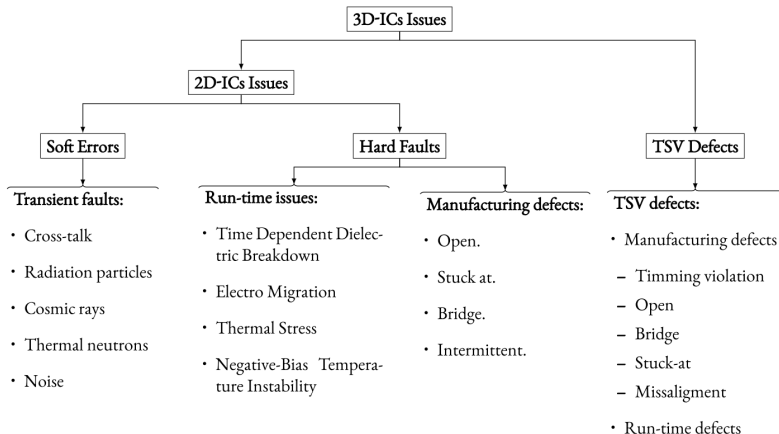 3D-ICs Issues
2D-ICs Issues
Soft Errors
Hard Faults
TSV Defects
Transient faults:
• Cross-talk
• Radiation particles
• Cosmic rays
• Thermal neutrons
• Noise
Run-time issues:
• Time Dependent Dielec-
tric Breakdown
• Electro Migration
• Thermal Stress
• Negative-Bias Tempera-
ture Instability
Manufacturing defects:
• Open.
• Stuck at.
• Bridge.
• Intermittent.
TSV defects:
• Manufacturing defects
– Timming violation
– Open
– Bridge
– Stuck-at
– Missaligment
• Run-time defects